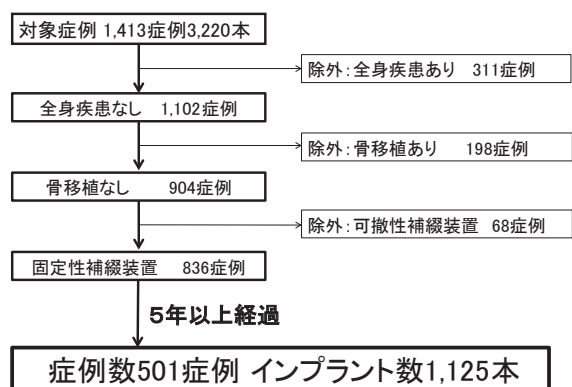 対象症例 1,413症例3,220本
除外:全身疾患あり 311症例
全身疾患なし 1,102症例
除外:骨移植あり 198症例
骨移植なし 904症例
除外:可撤性補綴装置 68症例
固定性補綴装置 836症例
5年以上経過
症例数501症例 インプラント数1,125本